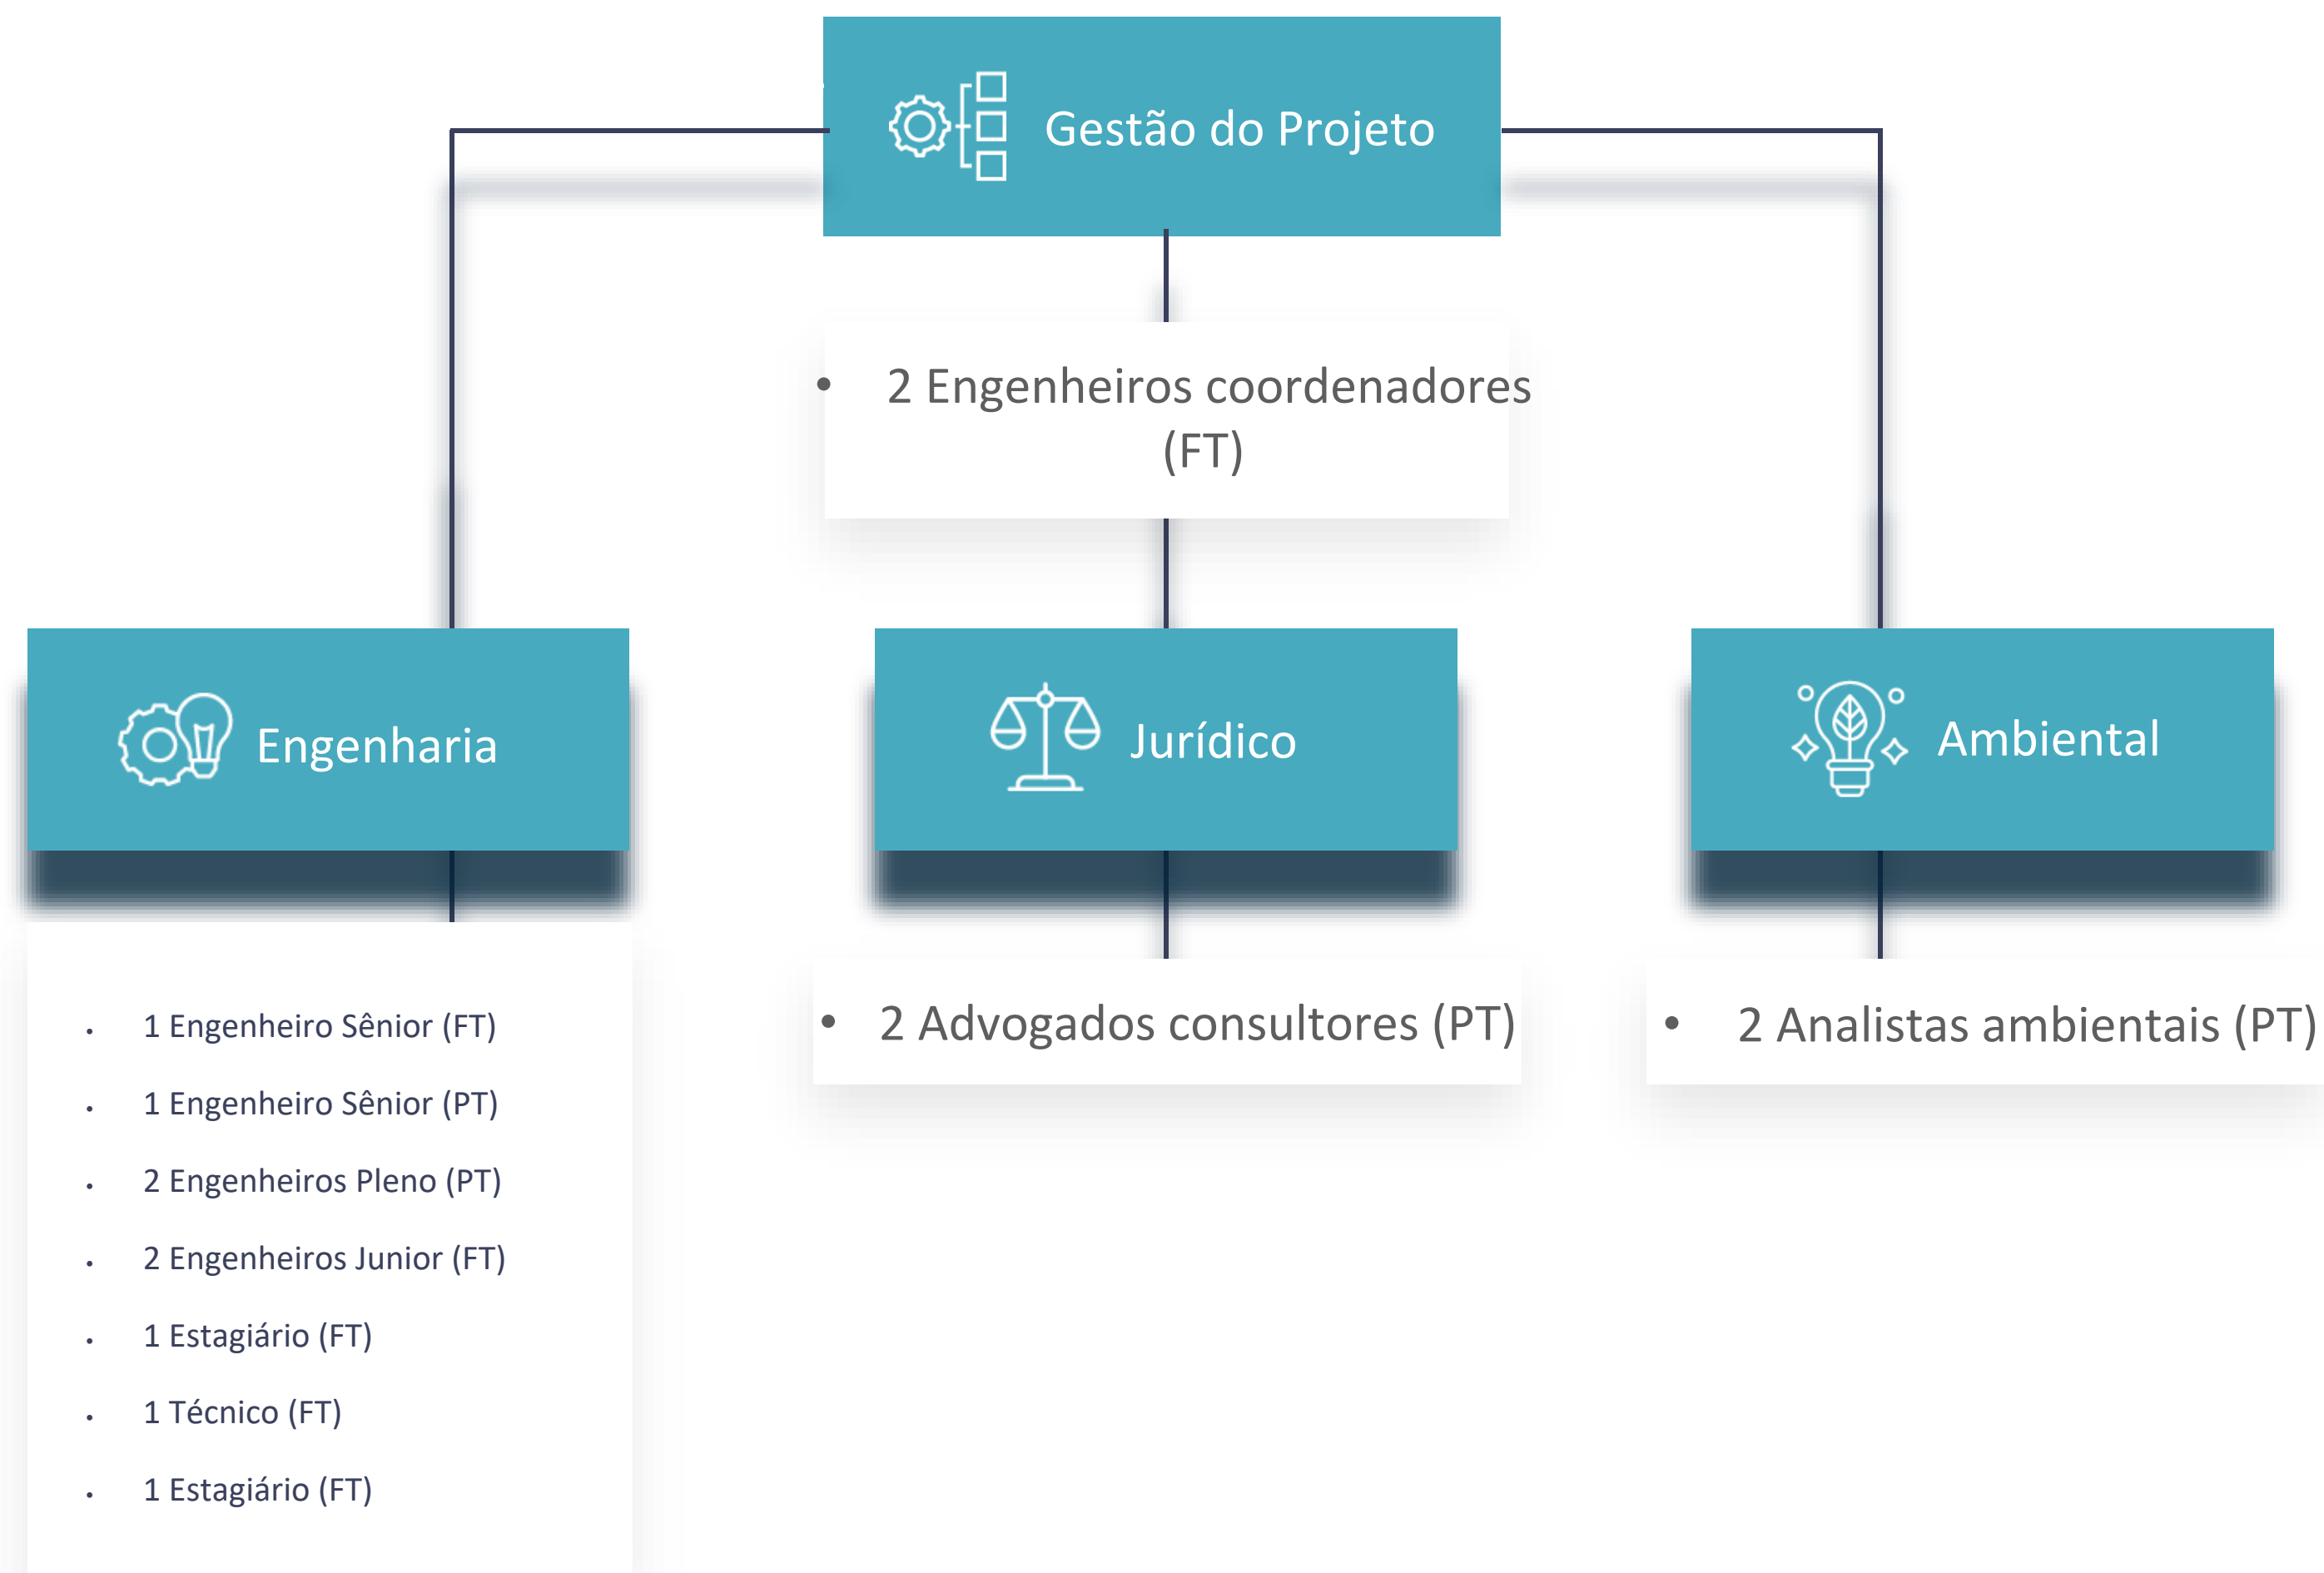 Gestão do Projeto
• 2 Engenheiros coordenadores
(FT)
Engenharia
Jurídico
Ambiental
• 1 Engenheiro Sênior (FT)
• 1 Engenheiro Sênior (PT)
• 2 Engenheiros Pleno (PT)
• 2 Engenheiros Junior (FT)
• 1 Estagiário (FT)
• 1 Técnico (FT)
• 1 Estagiário (FT)
• 2 Advogados consultores (PT)
• 2 Analistas ambientais (PT)